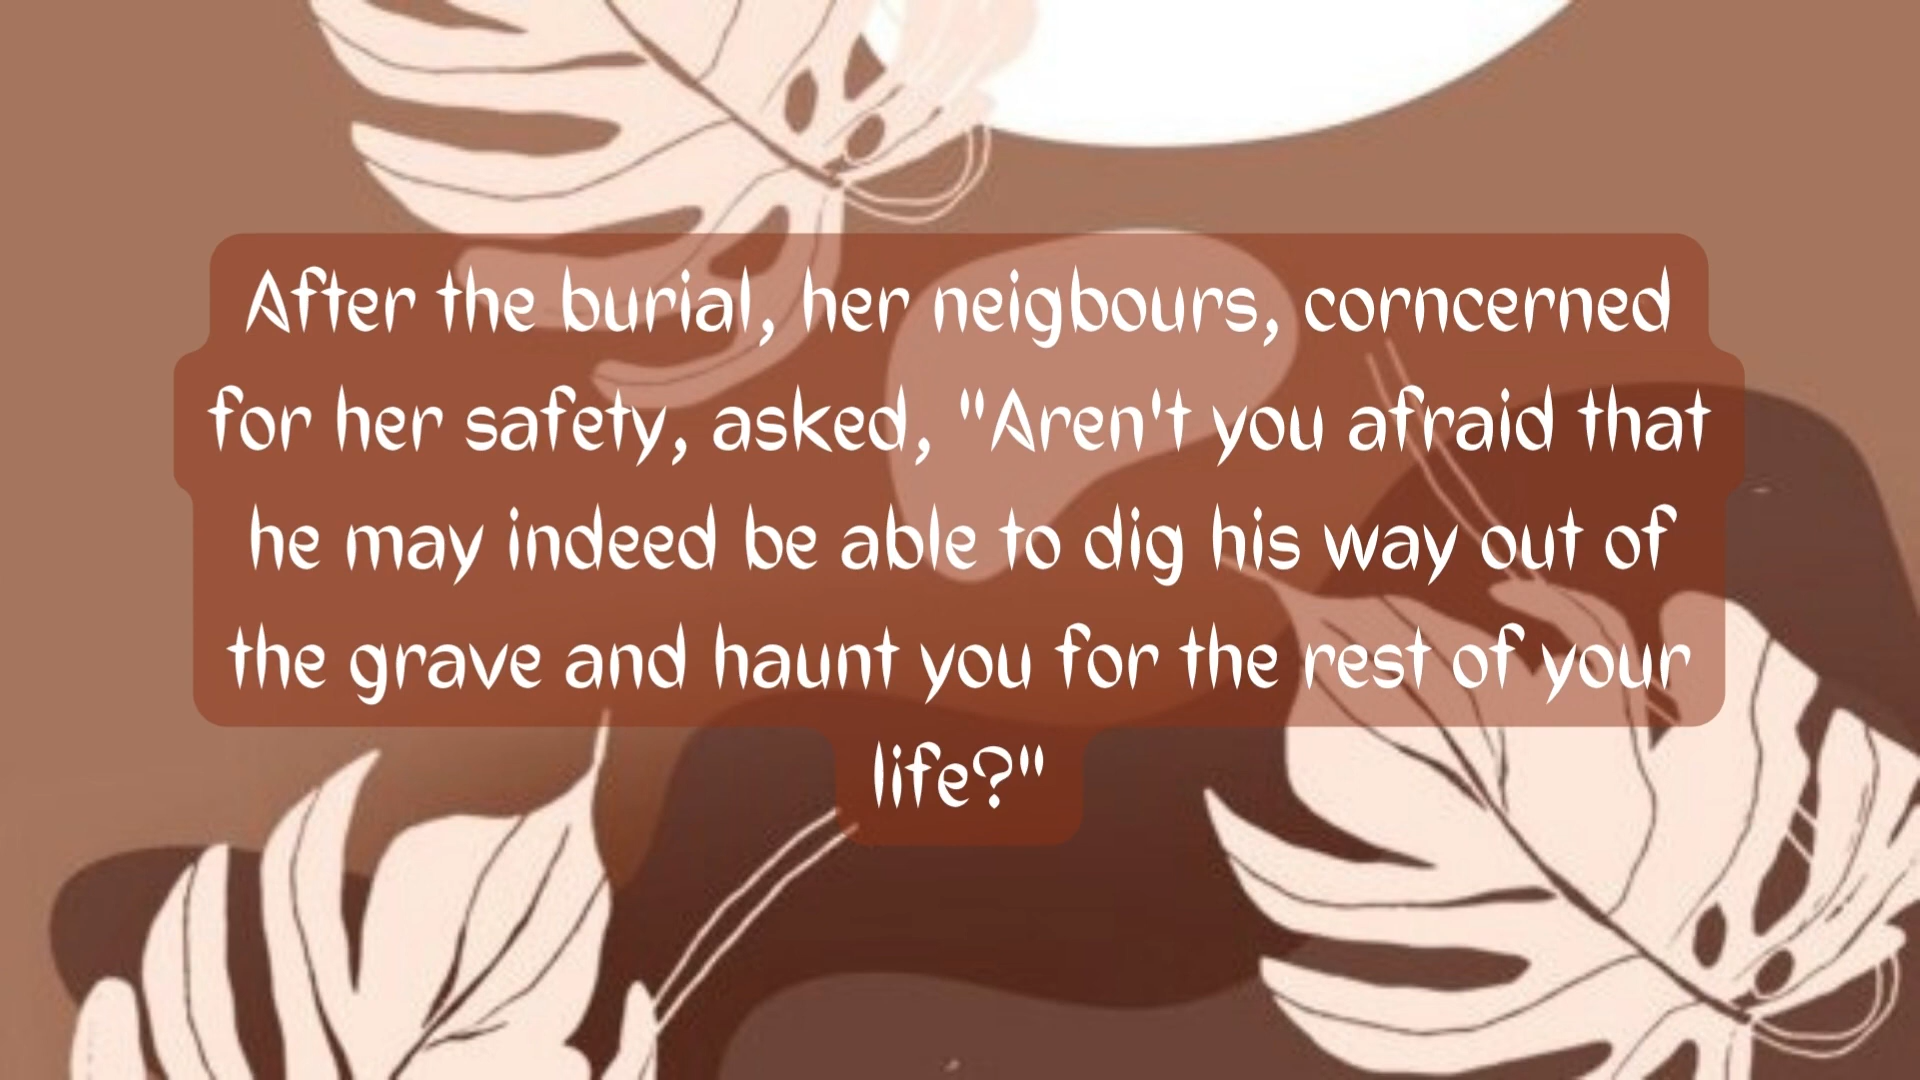 After the burial, her neigbours, corncerned
for her safety, asked, "Aren't you afraid that
he may indeed be able to dig his way out of
the grave and haunt you for the rest of your
life?"